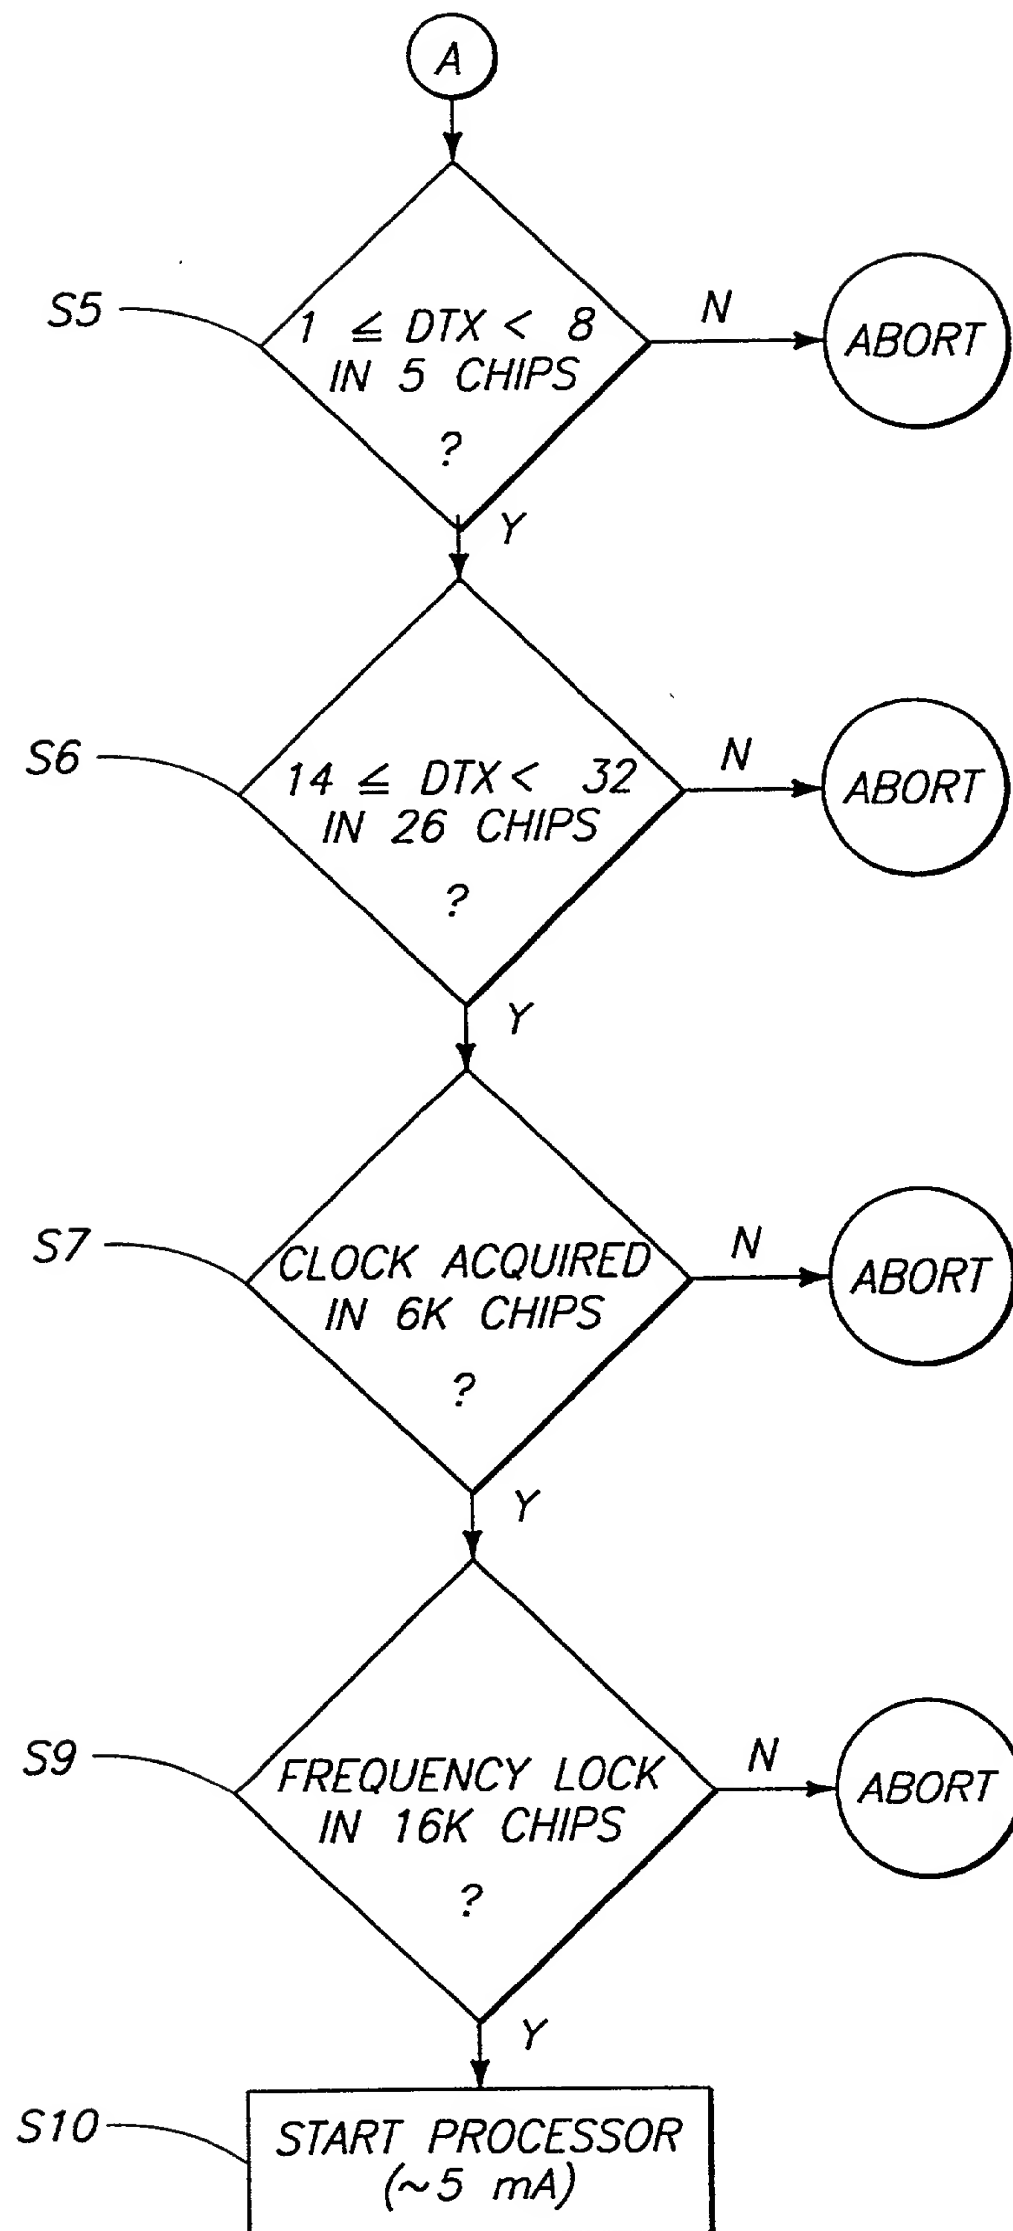 A
S5
1 ≤ DTX < 8
IN 5 CHIPS
?
N
ABORT
Y
S6
14 ≤ DTX < 32
IN 26 CHIPS
?
N
ABORT
Y
S7
CLOCK ACQUIRED
IN 6K CHIPS
?
N
ABORT
Y
S9
FREQUENCY LOCK
IN 16K CHIPS
?
N
ABORT
Y
S10
START PROCESSOR
(~5 mA)